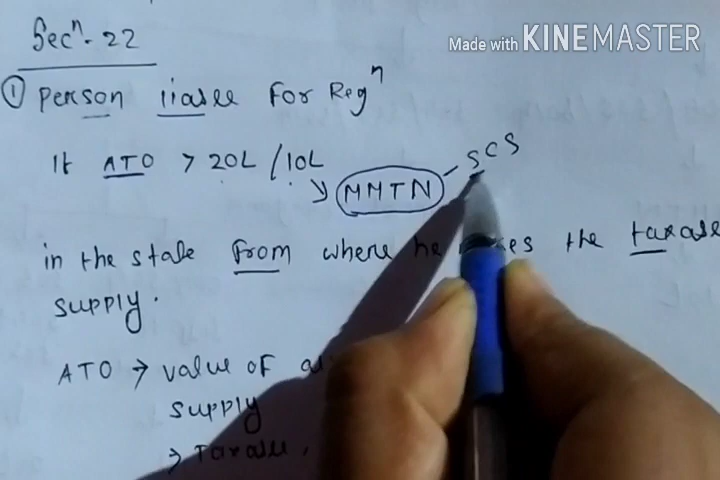 Made with KINEMASTER
Secⁿ. 22
① Person liable For Regⁿ
If ATO > 20L / 10L
↘ MMTN - SCS
in the state From where he the taxable
supply.
ATO → value of
supply
→ Taxable,